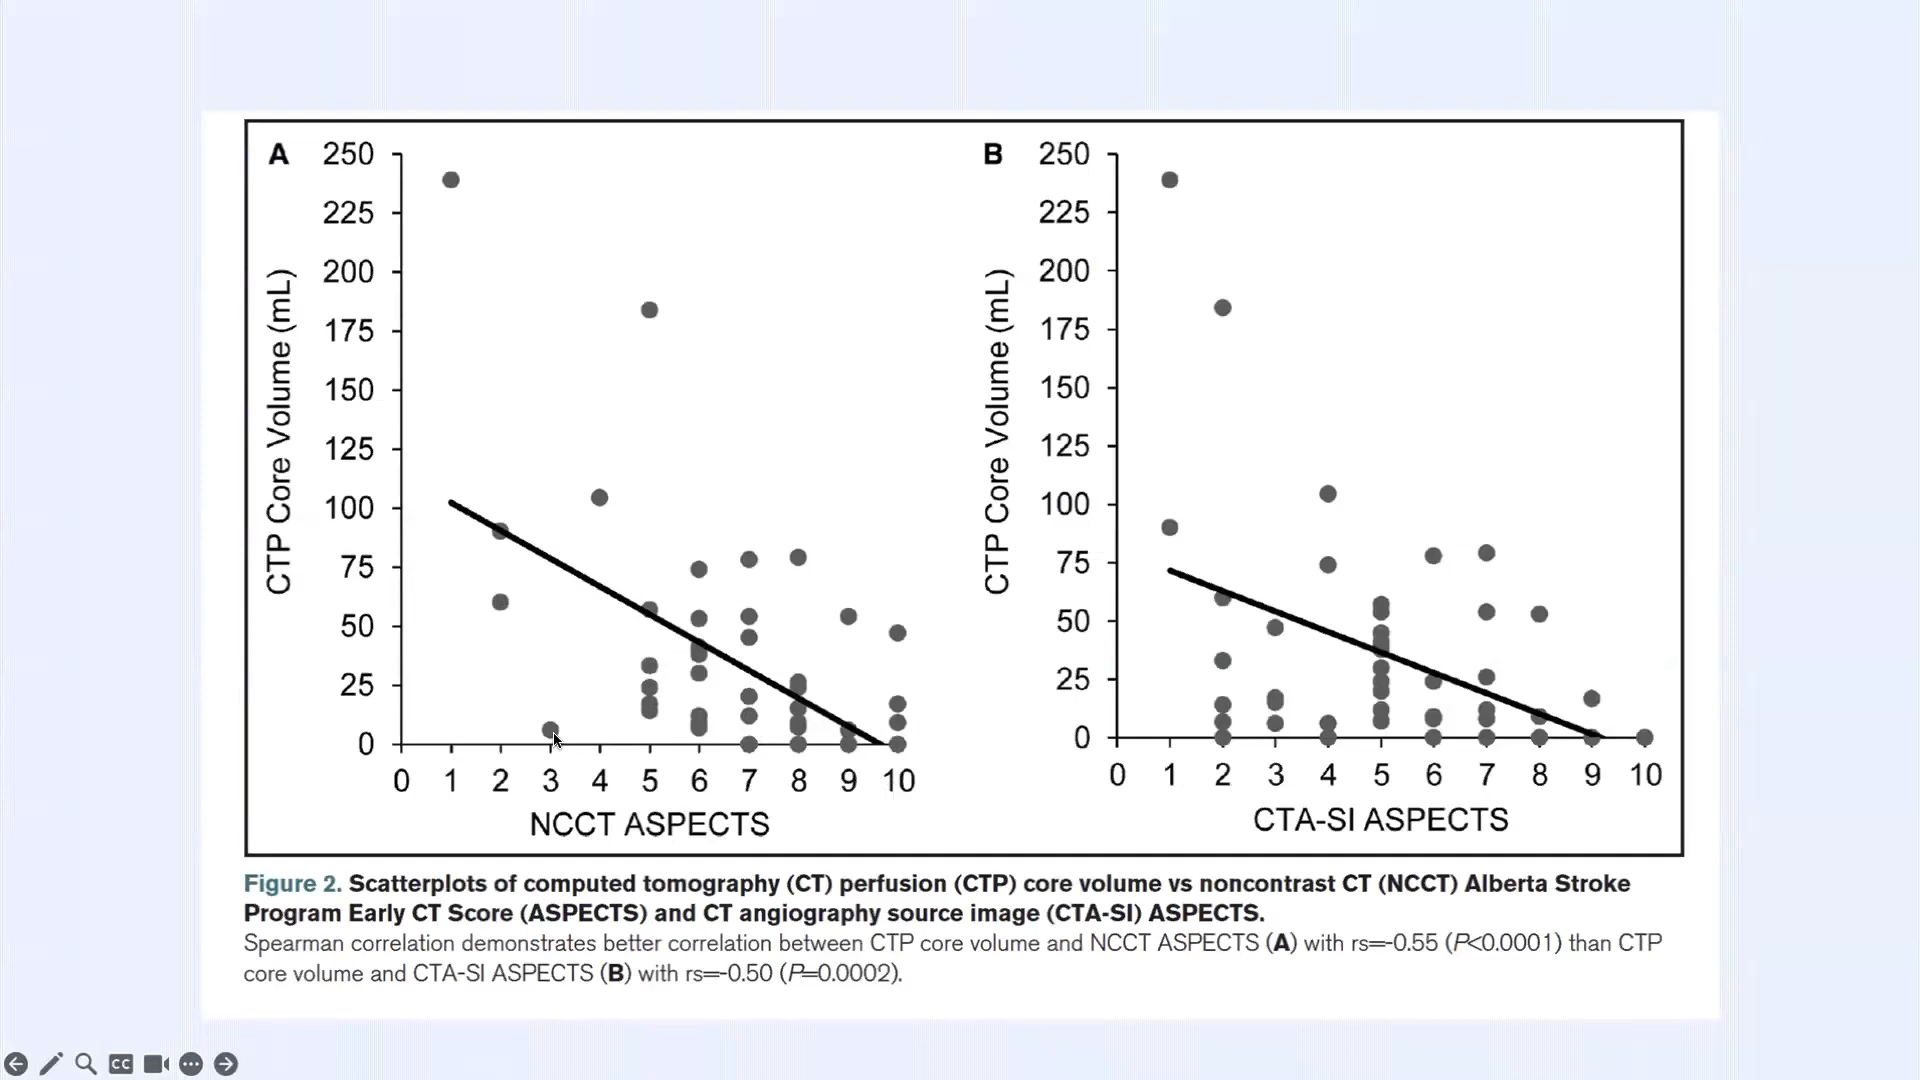 A
250
225
200
175
150
125
100
75
50
25
0
CTP Core Volume (mL)
0 1 2 3 4 5 6 7 8 9 10
NCCT ASPECTS
B
250
225
200
175
150
125
100
75
50
25
0
CTP Core Volume (mL)
0 1 2 3 4 5 6 7 8 9 10
CTA-SI ASPECTS
Figure 2. Scatterplots of computed tomography (CT) perfusion (CTP) core volume vs noncontrast CT (NCCT) Alberta Stroke
Program Early CT Score (ASPECTS) and CT angiography source image (CTA-SI) ASPECTS.
Spearman correlation demonstrates better correlation between CTP core volume and NCCT ASPECTS (A) with rs=-0.55 (P<0.0001) than CTP
core volume and CTA-SI ASPECTS (B) with rs=-0.50 (P=0.0002).
CC